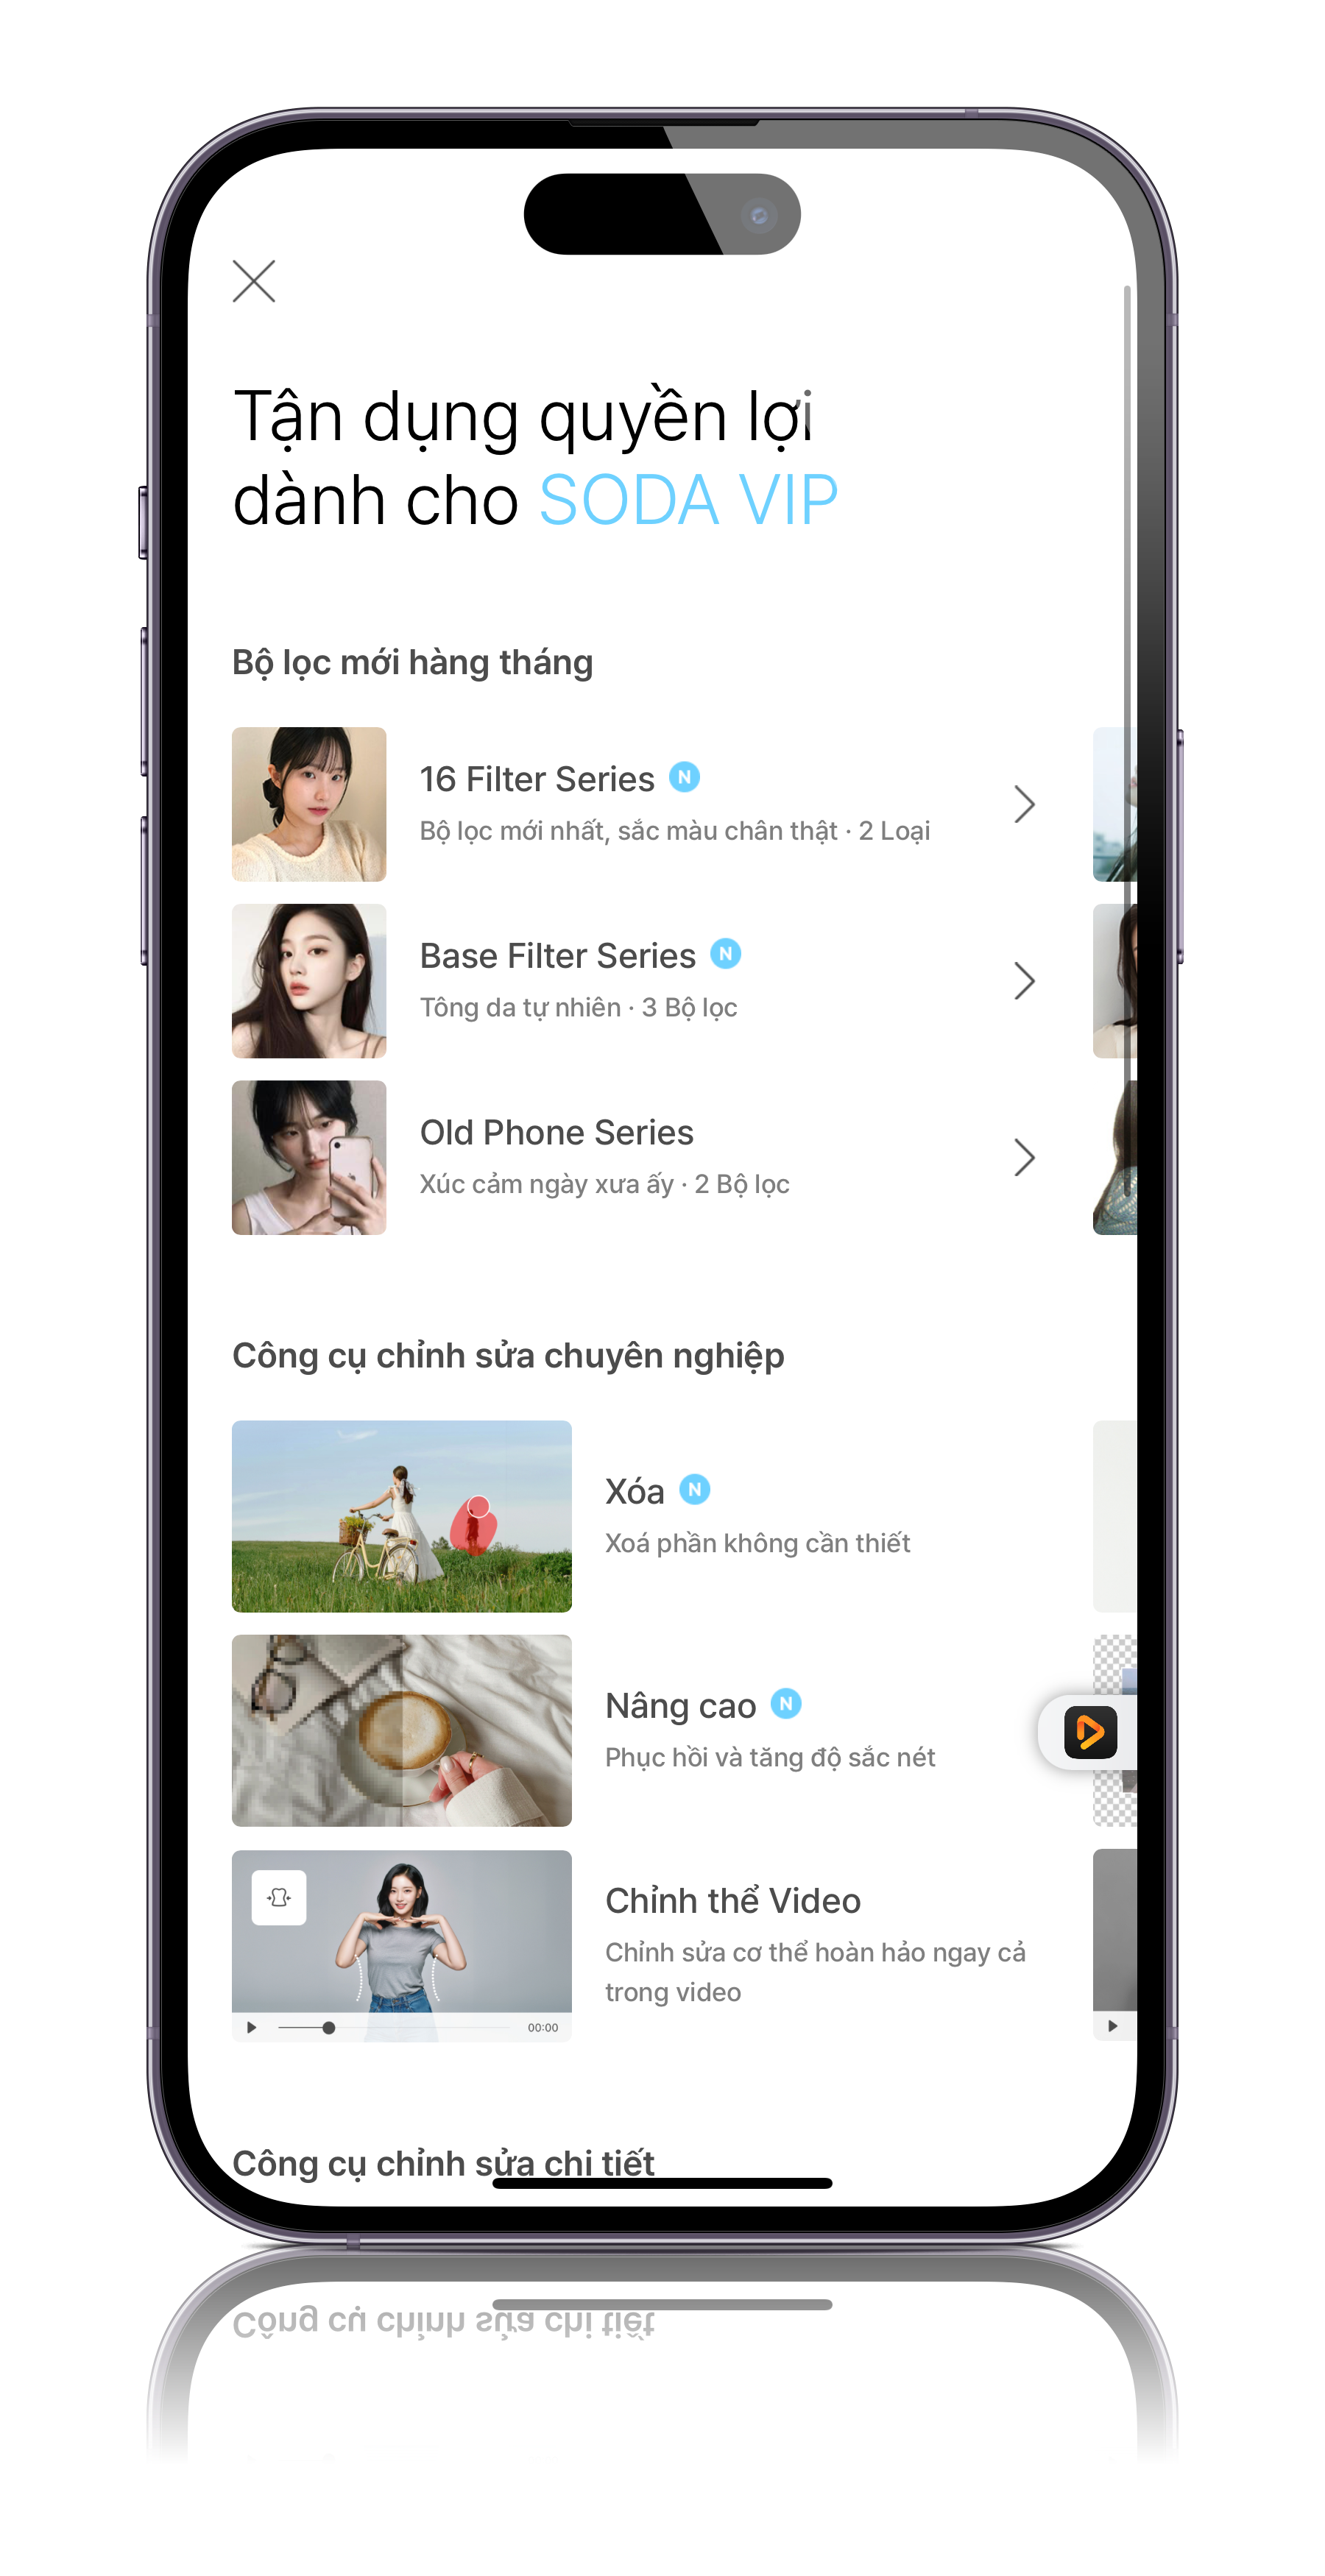 Tận dụng quyền lợi
dành cho SODA VIP
Bộ lọc mới hàng tháng
16 Filter Series N
Bộ lọc mới nhất, sắc màu chân thật · 2 Loại
Base Filter Series N
Tông da tự nhiên · 3 Bộ lọc
Old Phone Series
Xúc cảm ngày xưa ấy · 2 Bộ lọc
Công cụ chỉnh sửa chuyên nghiệp
Xóa N
Xoá phần không cần thiết
Nâng cao N
Phục hồi và tăng độ sắc nét
Chỉnh thể Video
Chỉnh sửa cơ thể hoàn hảo ngay cả
trong video
00:00
Công cụ chỉnh sửa chi tiết